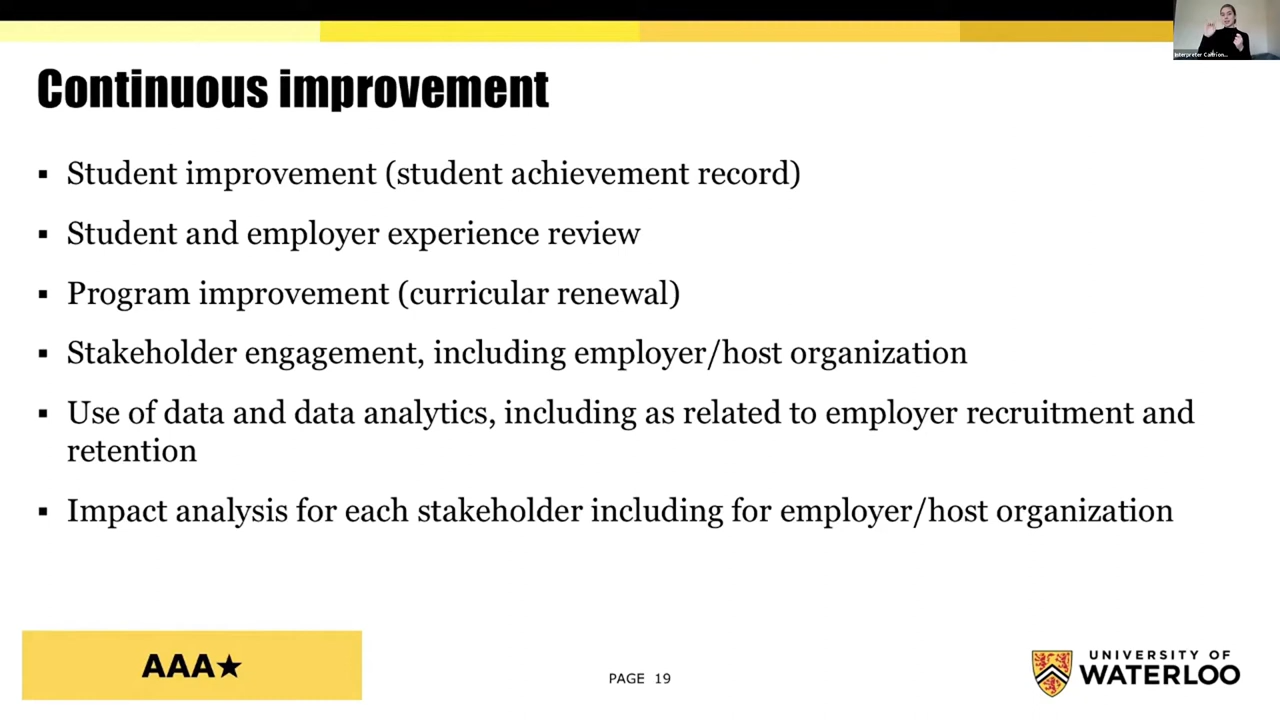 Interpreter Caitrion...
Continuous improvement
▪ Student improvement (student achievement record)
▪ Student and employer experience review
▪ Program improvement (curricular renewal)
▪ Stakeholder engagement, including employer/host organization
▪ Use of data and data analytics, including as related to employer recruitment and
retention
▪ Impact analysis for each stakeholder including for employer/host organization
AAA★
PAGE 19
UNIVERSITY OF
WATERLOO